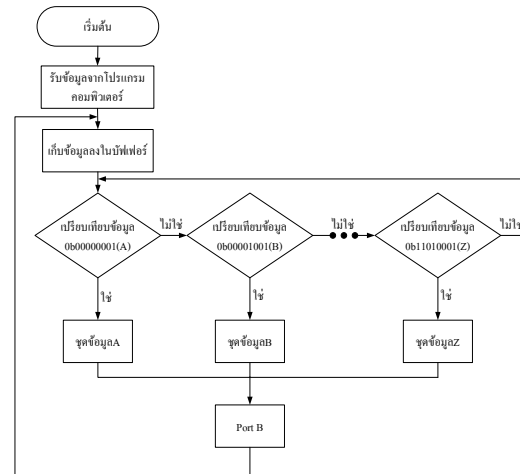 เริ่มต้น
รับข้อมูลจากโปรแกรม
คอมพิวเตอร์
เก็บข้อมูลลงในบัฟเฟอร์
เปรียบเทียบข้อมูล
0b00000001(A)
ไม่ใช่
เปรียบเทียบข้อมูล
0b00001001(B)
ไม่ใช่
เปรียบเทียบข้อมูล
0b11010001(Z)
ไม่ใช่
ใช่
ใช่
ใช่
ชุดข้อมูลA
ชุดข้อมูลB
ชุดข้อมูลZ
Port B